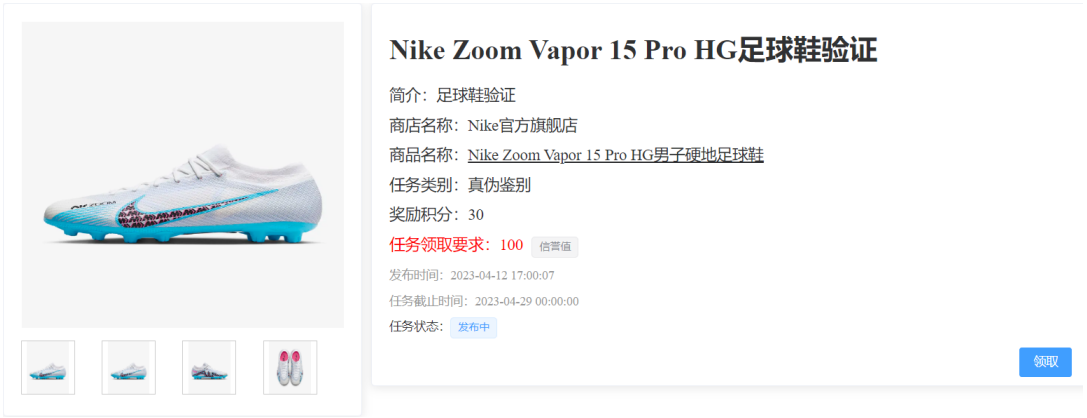 Nike Zoom Vapor 15 Pro HG足球鞋验证
简介：足球鞋验证
商店名称：Nike官方旗舰店
商品名称：Nike Zoom Vapor 15 Pro HG男子硬地足球鞋
任务类别：真伪鉴别
奖励积分：30
任务领取要求：100 信誉值
发布时间：2023-04-12 17:00:07
任务截止时间：2023-04-29 00:00:00
任务状态：发布中
领取
ZOOM